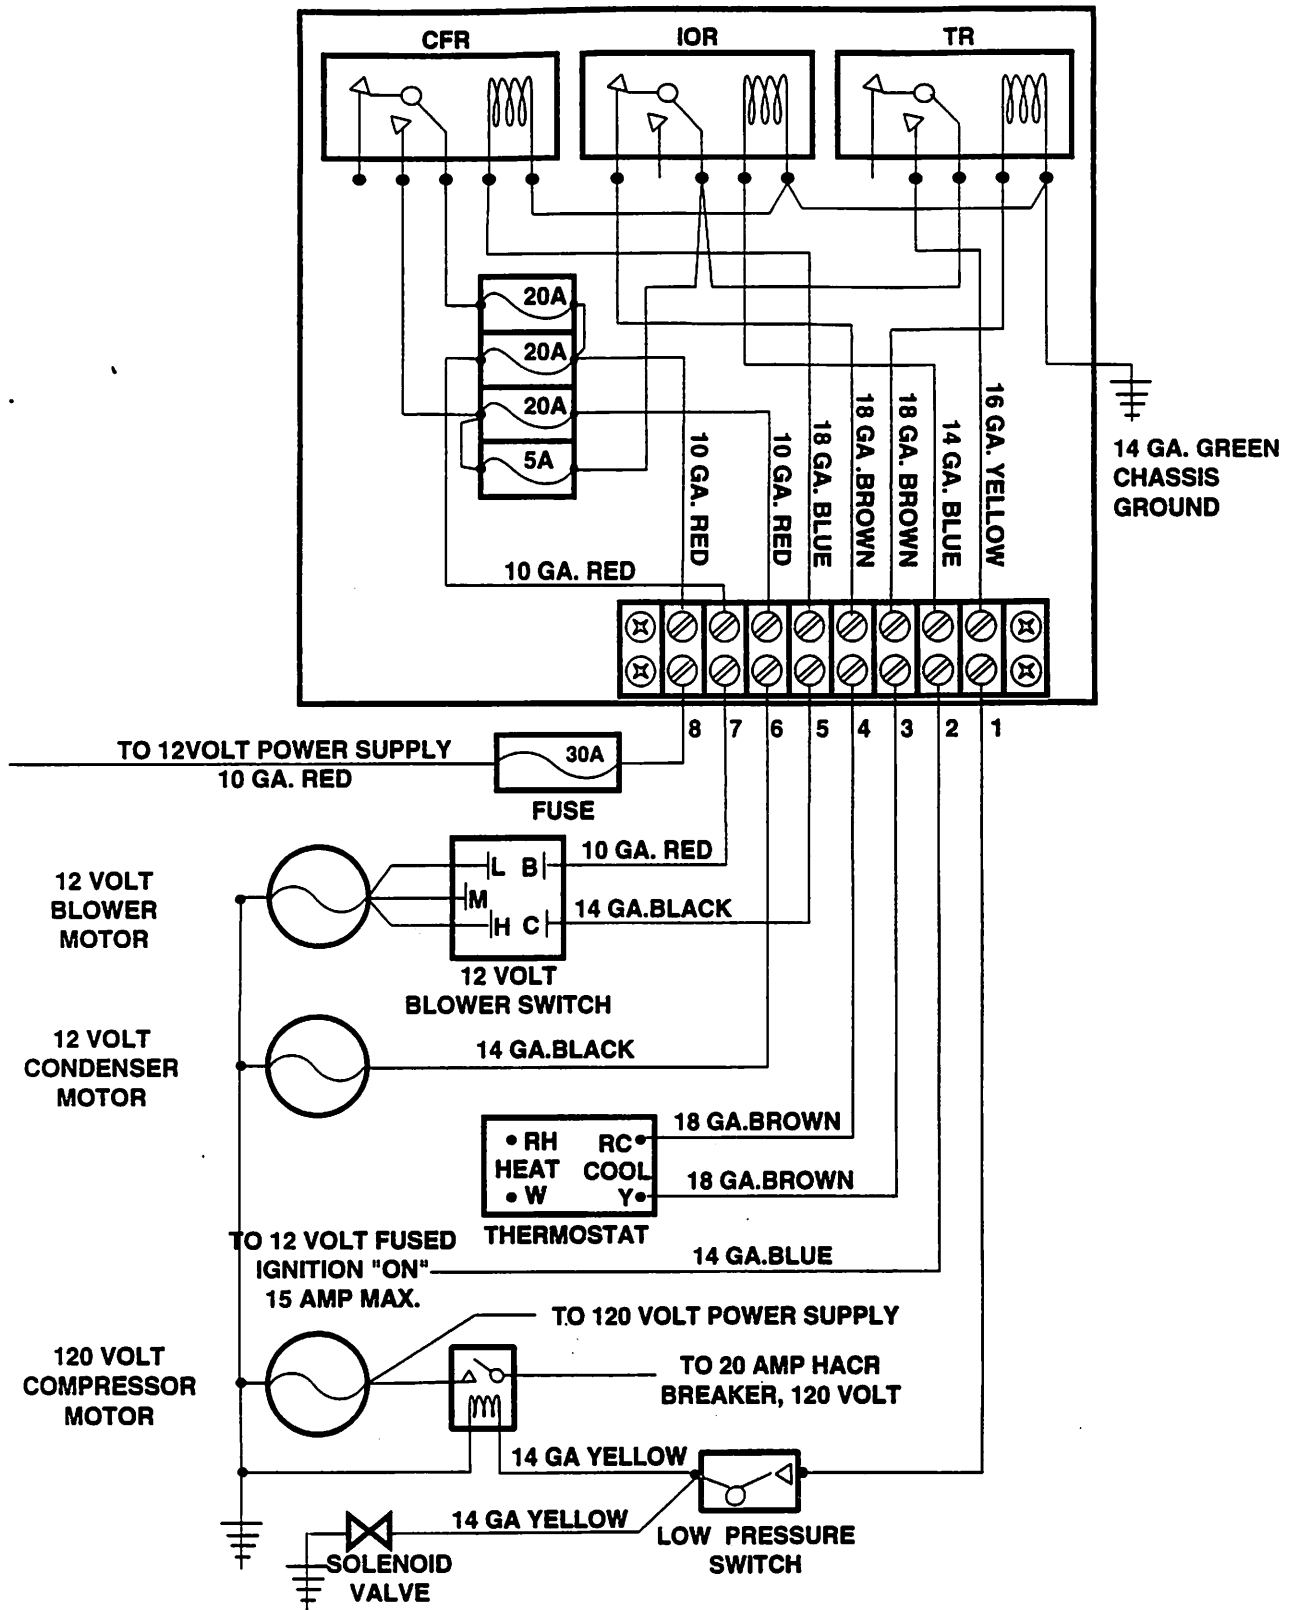 CFR
IOR
TR
20A
20A
20A
5A
10 GA. RED
10 GA. RED
18 GA. BLUE
18 GA .BROWN
18 GA. BROWN
14 GA. BLUE
16 GA. YELLOW
14 GA. GREEN
CHASSIS
GROUND
10 GA. RED
8 7 6 5 4 3 2 1
TO 12VOLT POWER SUPPLY
10 GA. RED
30A
FUSE
12 VOLT
BLOWER
MOTOR
L B
M
H C
10 GA. RED
14 GA.BLACK
12 VOLT
BLOWER SWITCH
12 VOLT
CONDENSER
MOTOR
14 GA.BLACK
RH RC
HEAT COOL
W Y
18 GA.BROWN
18 GA.BROWN
THERMOSTAT
TO 12 VOLT FUSED
IGNITION "ON"
15 AMP MAX.
14 GA.BLUE
TO 120 VOLT POWER SUPPLY
120 VOLT
COMPRESSOR
MOTOR
TO 20 AMP HACR
BREAKER, 120 VOLT
14 GA YELLOW
14 GA YELLOW
LOW PRESSURE
SWITCH
SOLENOID
VALVE